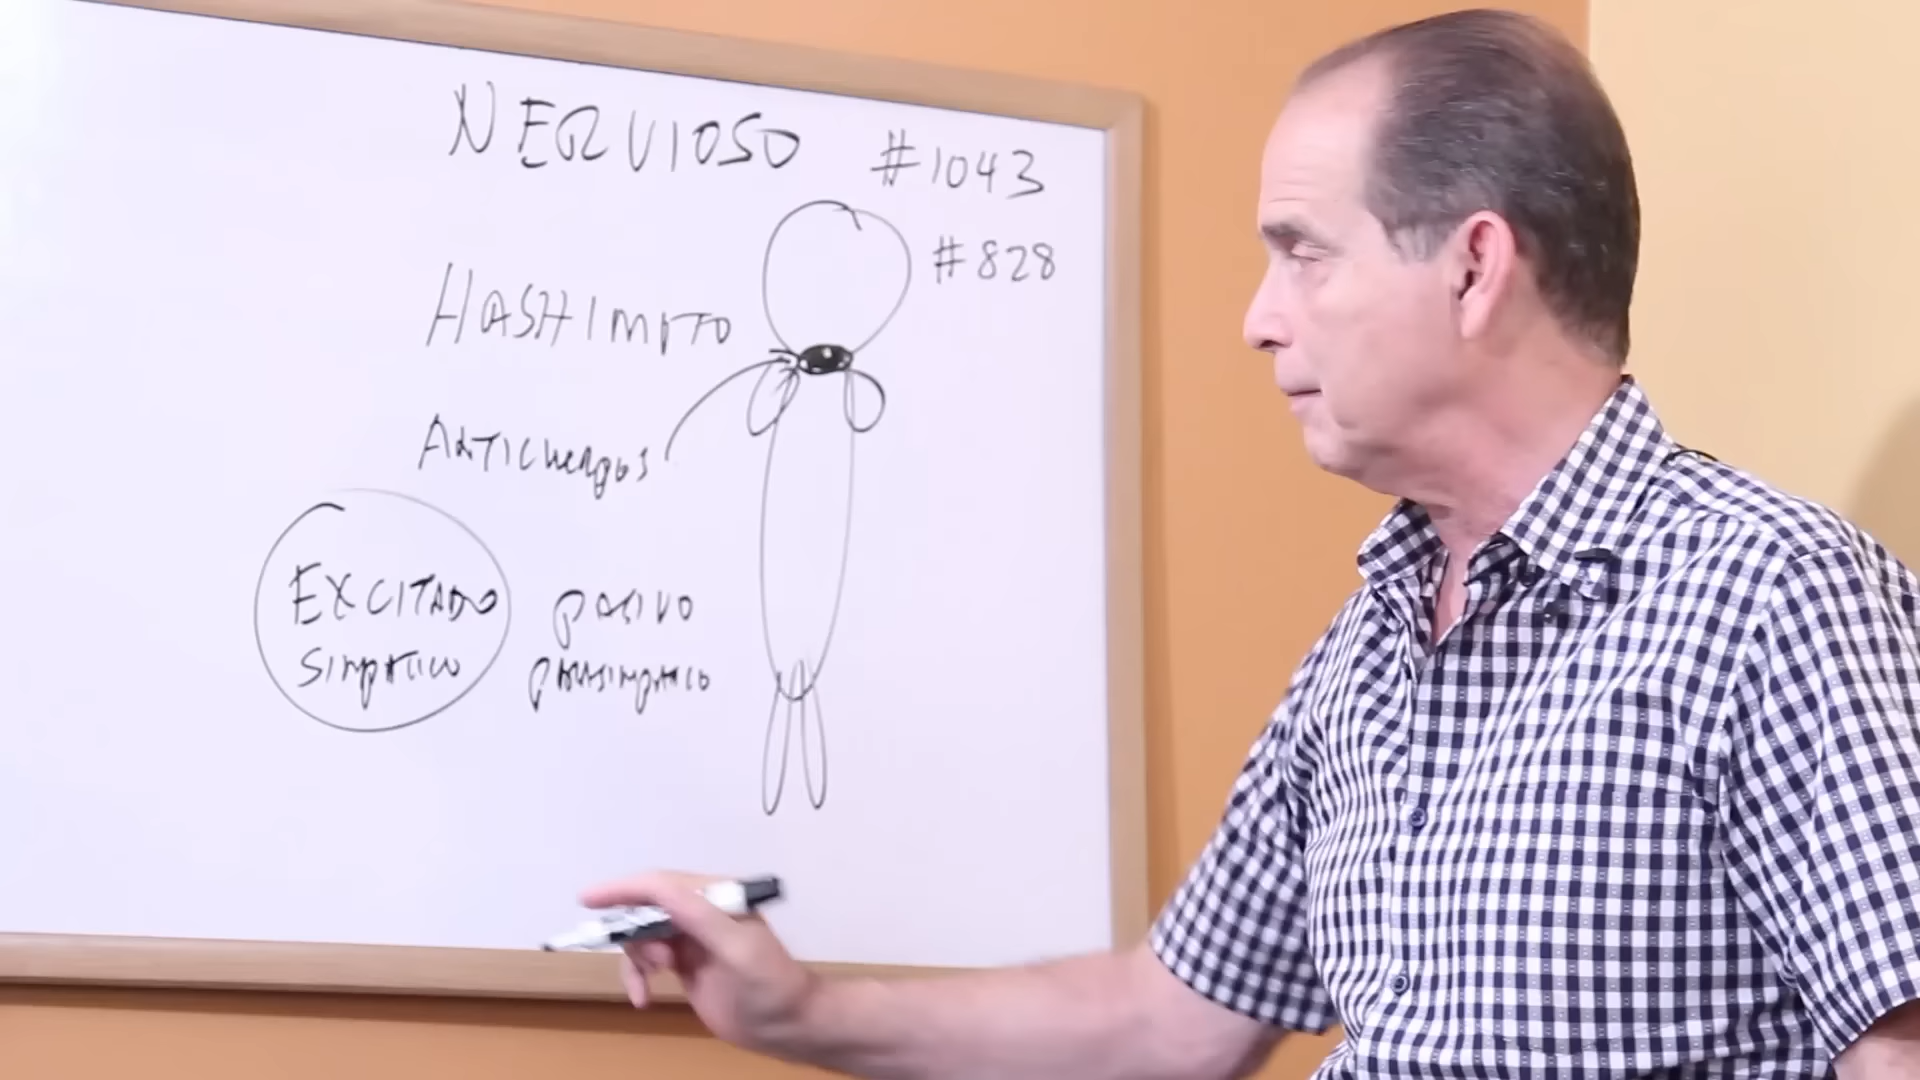 NERVIOSO
#1043
#828
HASHIMOTO
ANTICUERPOS
EXCITADO
SIMPATICO
PASIVO
PARASIMPATICO